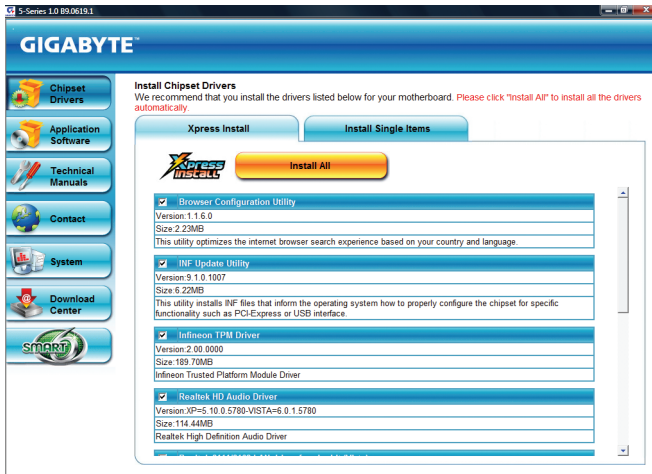 5-Series 1.0 B9.0619.1
GIGABYTE™
Chipset
Drivers
Application
Software
Technical
Manuals
Contact
System
Download
Center
SMART
Install Chipset Drivers
We recommend that you install the drivers listed below for your motherboard. Please click "Install All" to install all the drivers
automatically.
Xpress Install
Install Single Items
Xpress
Install
Install All
Browser Configuration Utility
Version:1.1.6.0
Size:2.23MB
This utility optimizes the internet browser search experience based on your country and language.
INF Update Utility
Version:9.1.0.1007
Size:6.22MB
This utility installs INF files that inform the operating system how to properly configure the chipset for specific
functionality such as PCI-Express or USB interface.
Infineon TPM Driver
Version:2.00.0000
Size:189.70MB
Infineon Trusted Platform Module Driver
Realtek HD Audio Driver
Version:XP=5.10.0.5780-VISTA=6.0.1.5780
Size:114.44MB
Realtek High Definition Audio Driver